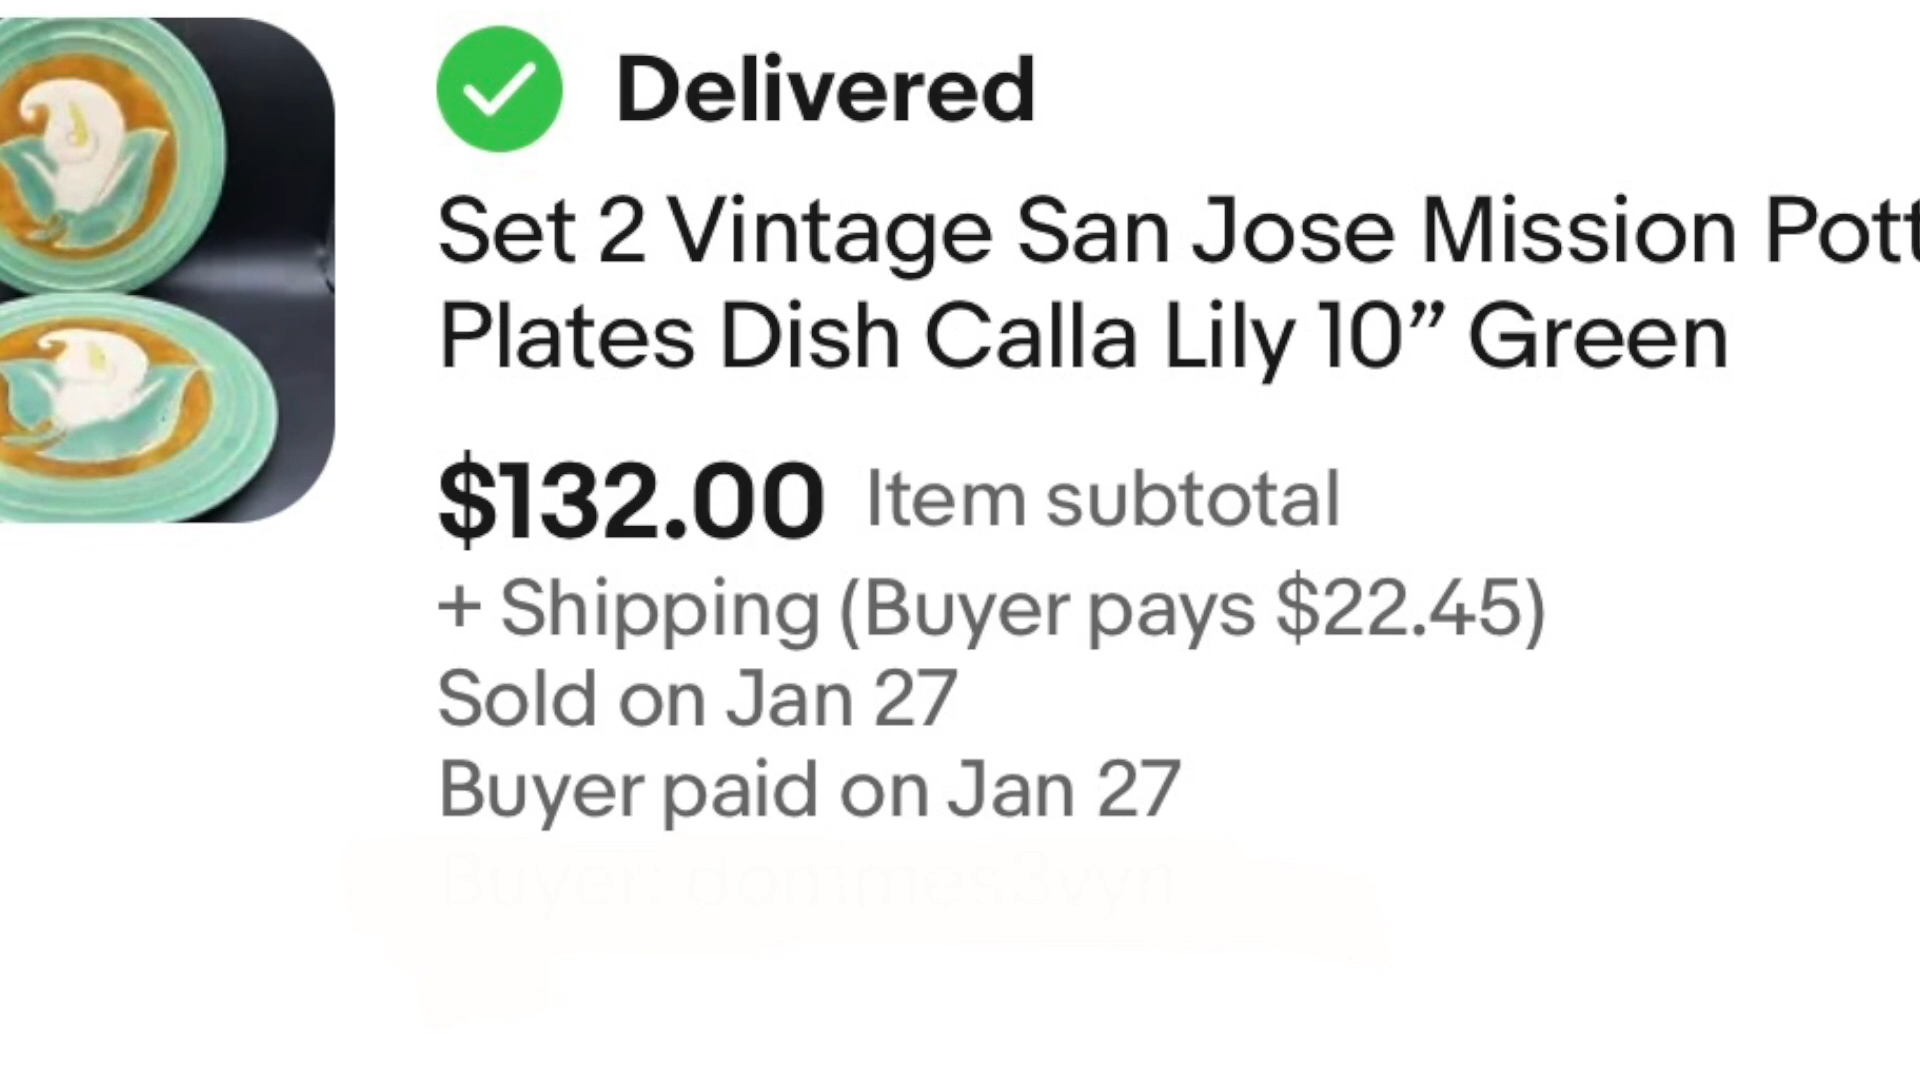 Delivered
Set 2 Vintage San Jose Mission Pott
Plates Dish Calla Lily 10” Green
$132.00 Item subtotal
+ Shipping (Buyer pays $22.45)
Sold on Jan 27
Buyer paid on Jan 27